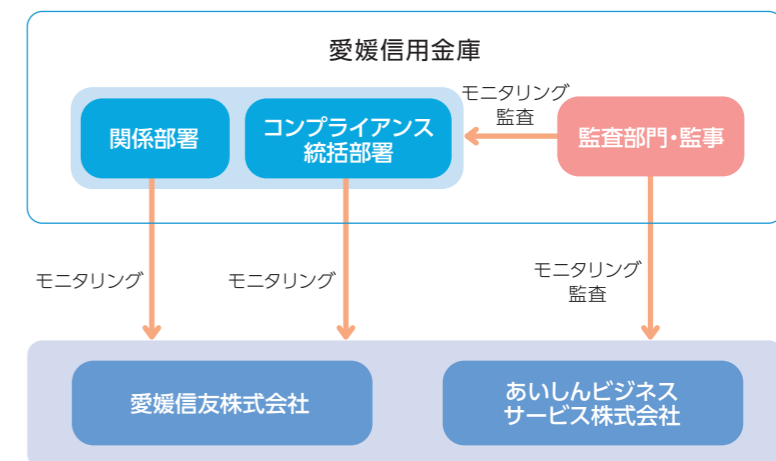 愛媛信用金庫
モニタリング
監査
関係部署
コンプライアンス
統括部署
監査部門・監事
モニタリング
モニタリング
モニタリング
監査
愛媛信友株式会社
あいしんビジネス
サービス株式会社